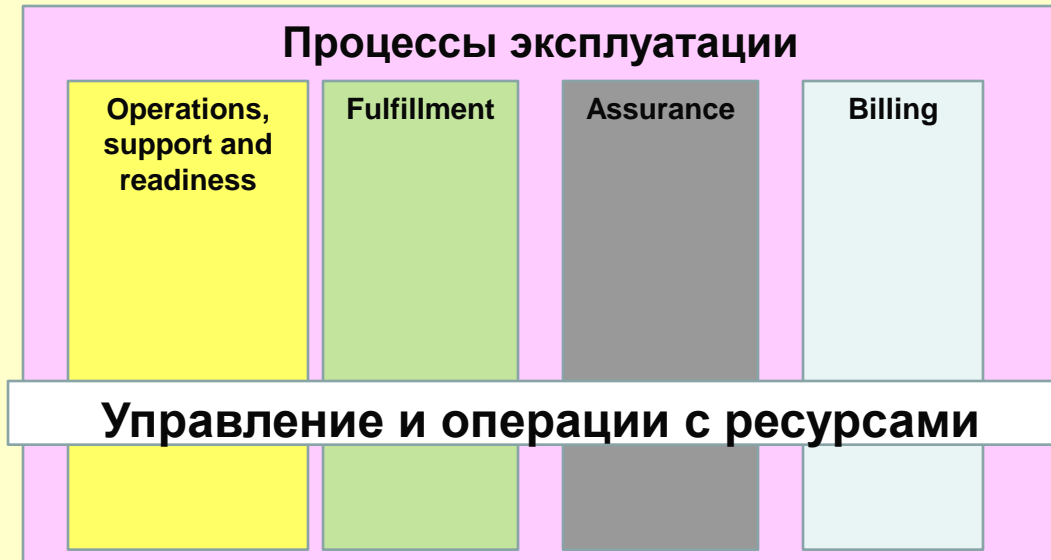 Процессы эксплуатации
Operations,
support and
readiness
Fulfillment
Assurance
Billing
Управление и операции с ресурсами